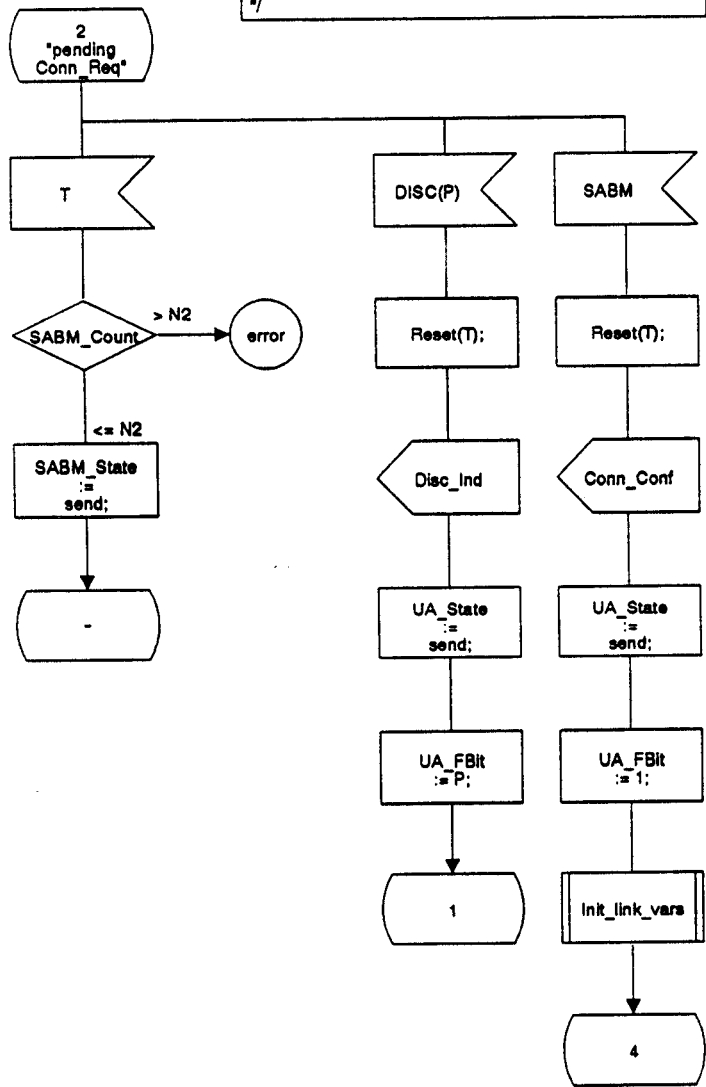 */
2
"pending
Conn_Req"
T
DISC(P)
SABM
SABM_Count
> N2
error
Reset(T);
Reset(T);
<= N2
SABM_State
:=
send;
Disc_Ind
Conn_Conf
-
UA_State
:=
send;
UA_State
:=
send;
UA_FBit
:= P;
UA_FBit
:= 1;
1
Init_link_vars
4